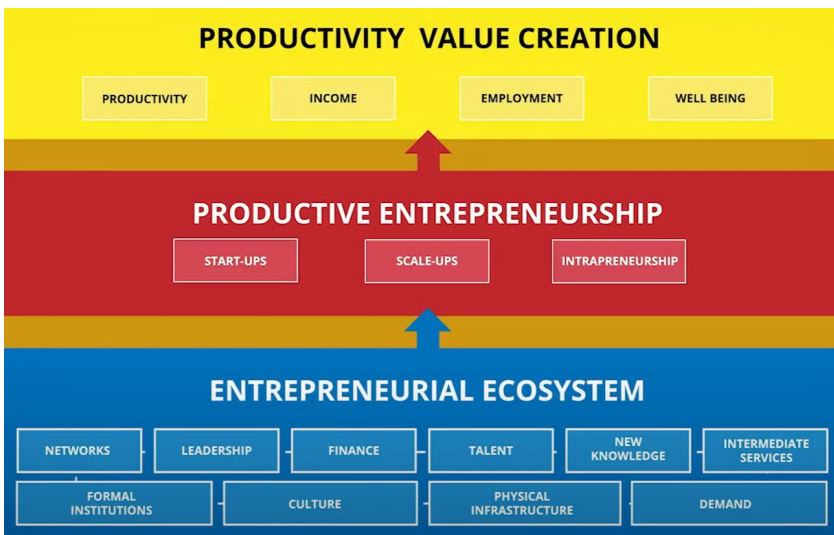 PRODUCTIVITY VALUE CREATION
PRODUCTIVITY
INCOME
EMPLOYMENT
WELL BEING
PRODUCTIVE ENTREPRENEURSHIP
START-UPS
SCALE-UPS
INTRAPRENEURSHIP
ENTREPRENEURIAL ECOSYSTEM
NETWORKS
LEADERSHIP
FINANCE
TALENT
NEW
KNOWLEDGE
INTERMEDIATE
SERVICES
FORMAL
INSTITUTIONS
CULTURE
PHYSICAL
INFRASTRUCTURE
DEMAND